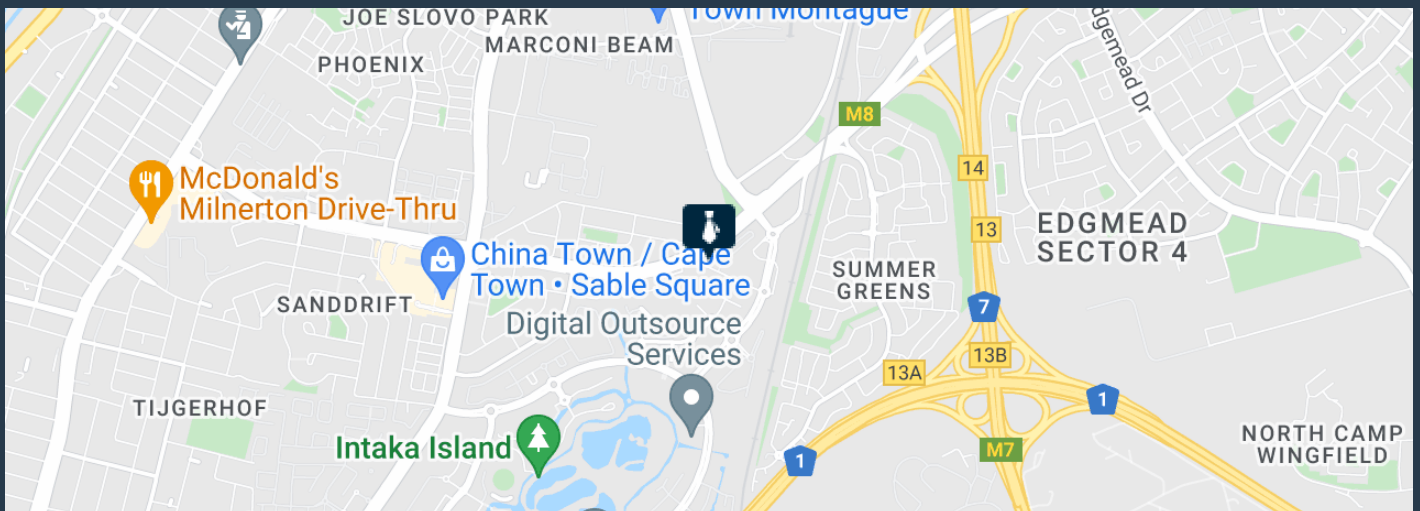 JOE SLOVO PARK
Town Montague
MARCONI BEAM
PHOENIX
Edgemead Dr
M8
14
McDonald's
Milnerton Drive-Thru
13
EDGMEAD
SECTOR 4
China Town / Cape
Town • Sable Square
SUMMER
GREENS
SANDDRIFT
7
Digital Outsource
Services
13B
13A
1
TIJGERHOF
Intaka Island
NORTH CAMP
WINGFIELD
M7
1